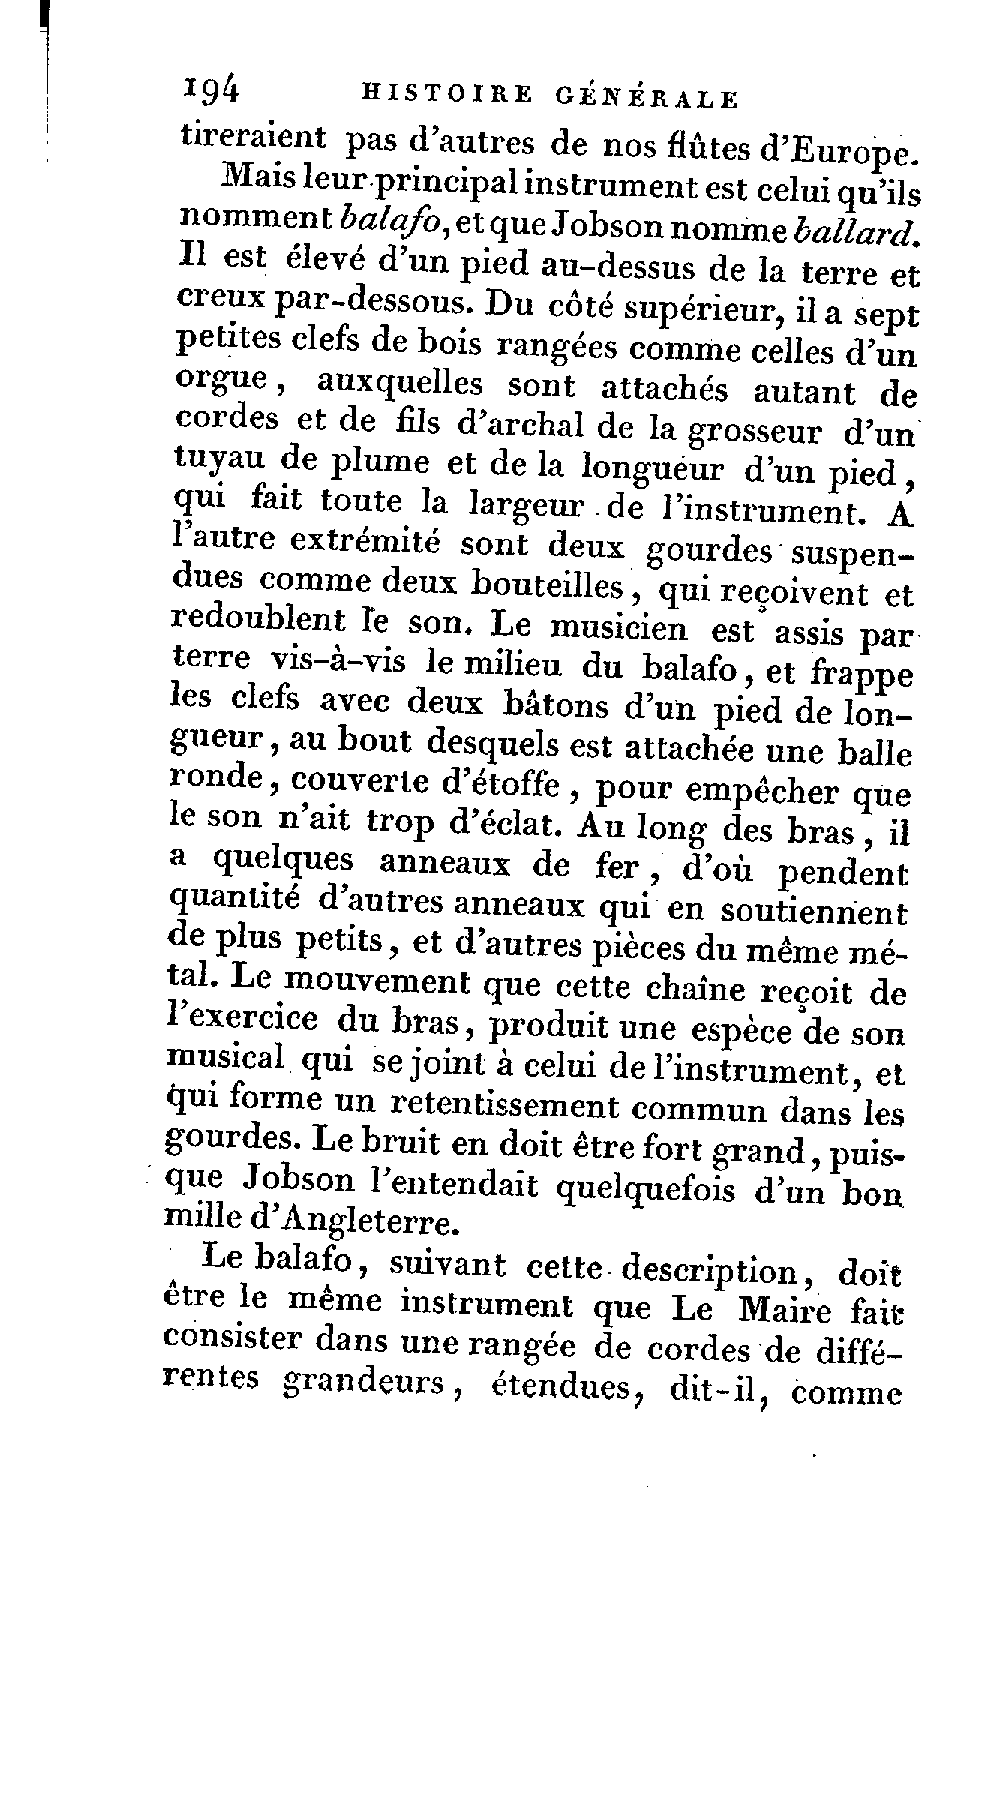 194 HISTOIRE GÉNÉRALE
tireraient pas d'autres de nos flûtes d'Europe.
Mais leur principal instrument est celui qu'ils
nomment balafo, et que Jobson nomme ballard.
Il est élevé d'un pied au-dessus de la terre et
creux par-dessous. Du côté supérieur, il a sept
petites clefs de bois rangées comme celles d'un
orgue, auxquelles sont attachés autant de
cordes et de fils d'archal de la grosseur d'un
tuyau de plume et de la longueur d'un pied,
qui fait toute la largeur de l'instrument. A
l'autre extrémité sont deux gourdes suspen-
dues comme deux bouteilles, qui reçoivent et
redoublent le son. Le musicien est assis par
terre vis-à-vis le milieu du balafo, et frappe
les clefs avec deux bâtons d'un pied de lon-
gueur, au bout desquels est attachée une balle
ronde, couverte d'étoffe, pour empêcher que
le son n'ait trop d'éclat. Au long des bras, il
a quelques anneaux de fer, d'où pendent
quantité d'autres anneaux qui en soutiennent
de plus petits, et d'autres pièces du même mé-
tal. Le mouvement que cette chaîne reçoit de
l'exercice du bras, produit une espèce de son
musical qui se joint à celui de l'instrument, et
qui forme un retentissement commun dans les
gourdes. Le bruit en doit être fort grand, puis-
que Jobson l'entendait quelquefois d'un bon
mille d'Angleterre.
Le balafo, suivant cette description, doit
être le même instrument que Le Maire fait
consister dans une rangée de cordes de diffé-
rentes grandeurs, étendues, dit-il, comme